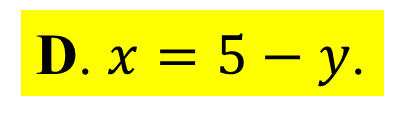 D. x = 5 − y.